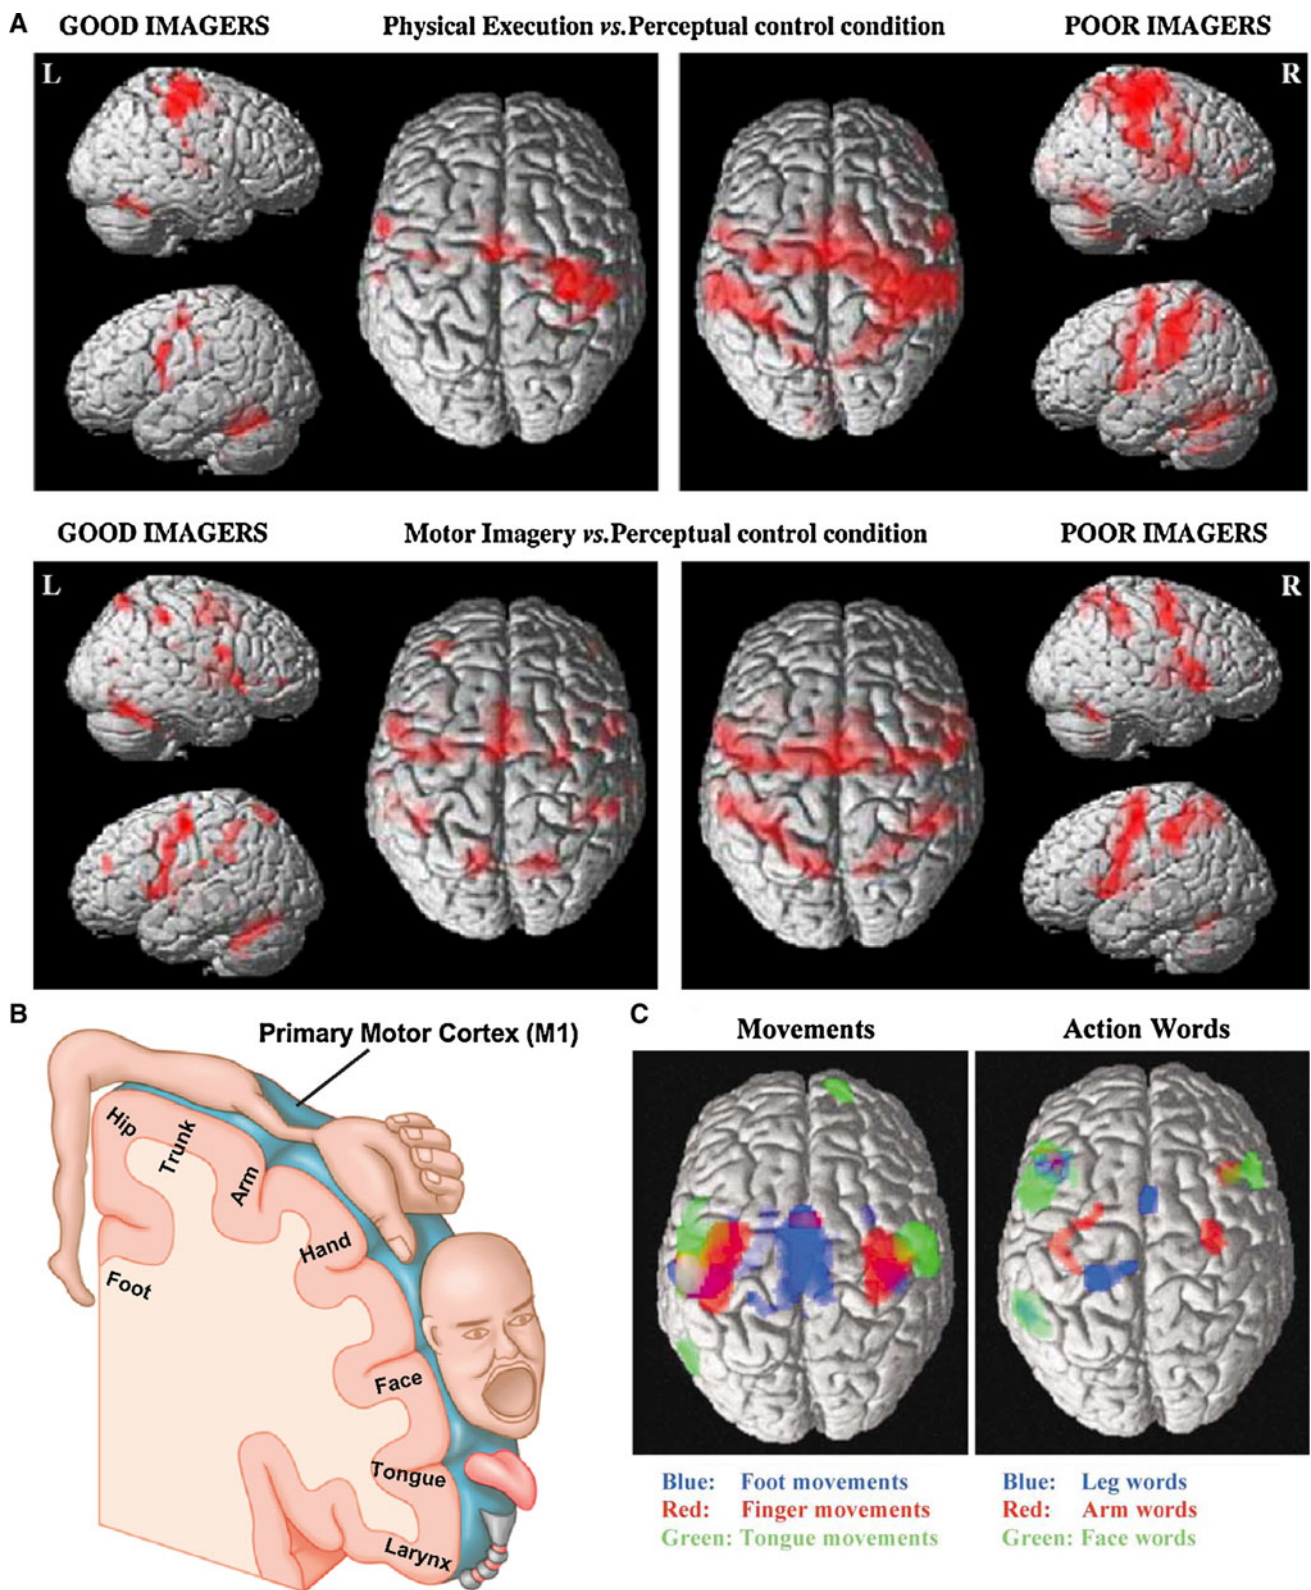 A
GOOD IMAGERS
Physical Execution vs.Perceptual control condition
POOR IMAGERS
L
R
GOOD IMAGERS
Motor Imagery vs.Perceptual control condition
POOR IMAGERS
L
R
B
Primary Motor Cortex (M1)
Hip
Trunk
Arm
Hand
Foot
Face
Tongue
Larynx
C
Movements
Action Words
Blue: Foot movements
Red: Finger movements
Green: Tongue movements
Blue: Leg words
Red: Arm words
Green: Face words